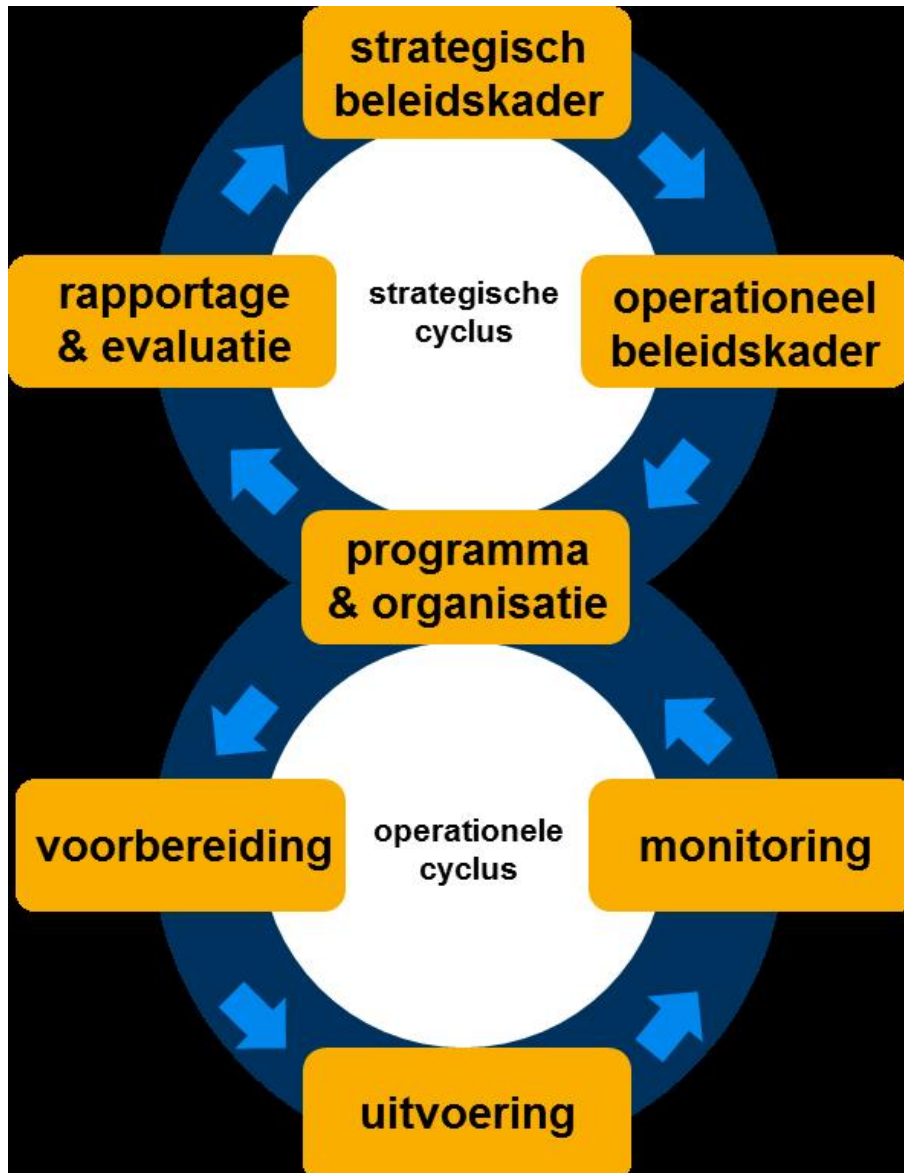 strategisch
beleidskader
rapportage
& evaluatie
strategische
cyclus
operationeel
beleidskader
programma
& organisatie
voorbereiding
operationele
cyclus
monitoring
uitvoering